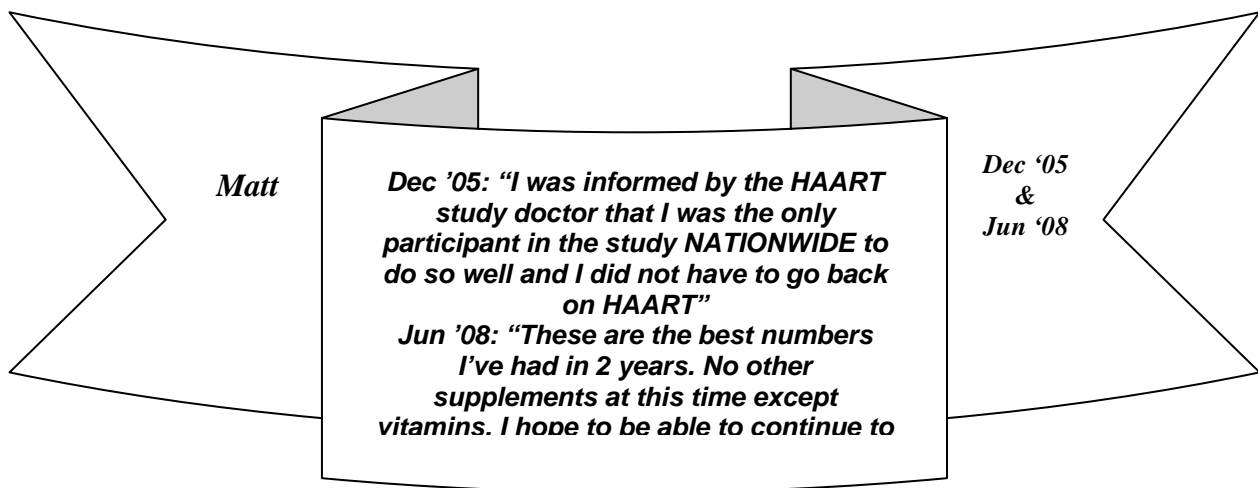 Matt
Dec ’05: “I was informed by the HAART
study doctor that I was the only
participant in the study NATIONWIDE to
do so well and I did not have to go back
on HAART”
Jun ’08: “These are the best numbers
I’ve had in 2 years. No other
supplements at this time except
vitamins. I hope to be able to continue to
Dec ‘05
&
Jun ‘08